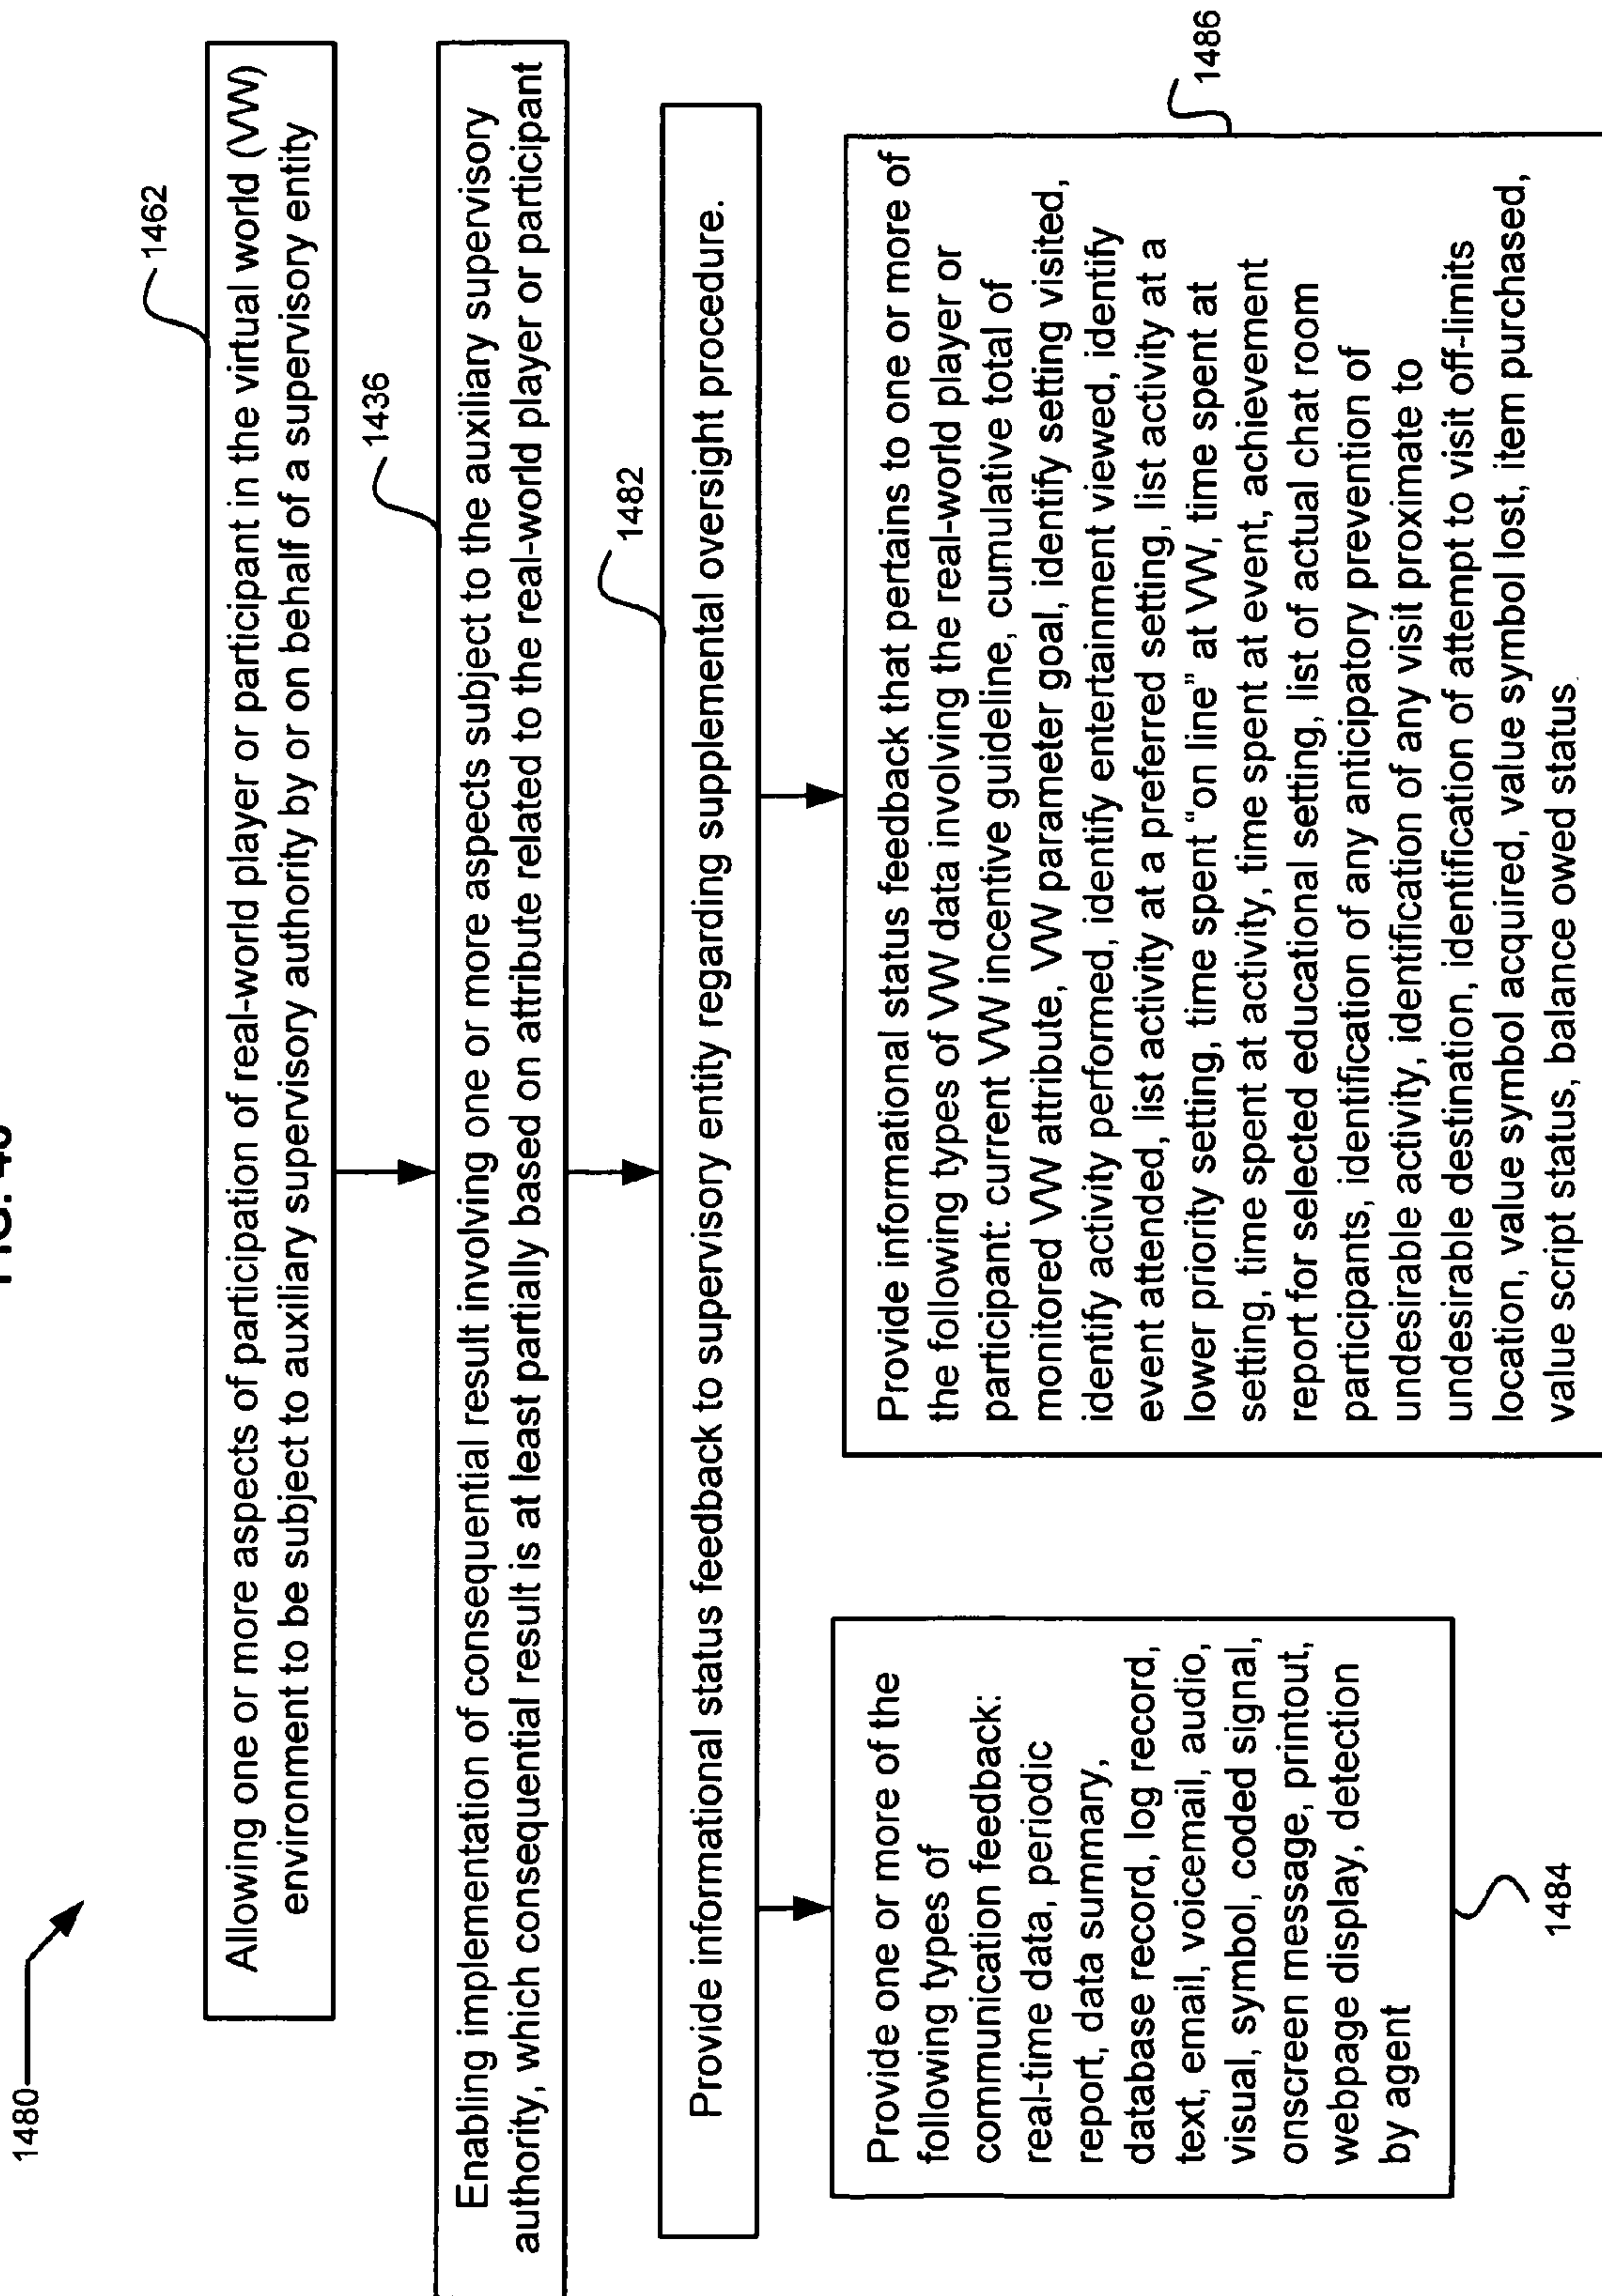 FIG.
1480
1462
Allowing one or more aspects of participation of real-world player or participant in the virtual world (VW)
environment to be subject to auxiliary supervisory authority by or on behalf of a supervisory entity
1436
Enabling implementation of consequential result involving one or more aspects subject to the auxiliary supervisory
authority, which consequential result is at least partially based on attribute related to the real-world player or participant
1482
Provide informational status feedback to supervisory entity regarding supplemental oversight procedure.
Provide one or more of the
following types of
communication feedback:
real-time data, periodic
report, data summary,
database record, log record,
text, email, voicemail, audio,
visual, symbol, coded signal,
onscreen message, printout,
webpage display, detection
by agent
1484
Provide informational status feedback that pertains to one or more of
the following types of VW data involving the real-world player or
participant: current VW incentive guideline, cumulative total of
monitored VW attribute, VW parameter goal, identify setting visited,
identify activity performed, identify entertainment viewed, identify
event attended, list activity at a preferred setting, list activity at a
lower priority setting, time spent “on line” at VW, time spent at
setting, time spent at activity, time spent at event, achievement
report for selected educational setting, list of actual chat room
participants, identification of any anticipatory prevention of
undesirable activity, identification of any visit proximate to
undesirable destination, identification of attempt to visit off-limits
location, value symbol acquired, value symbol lost, item purchased,
value script status, balance owed status.
1486